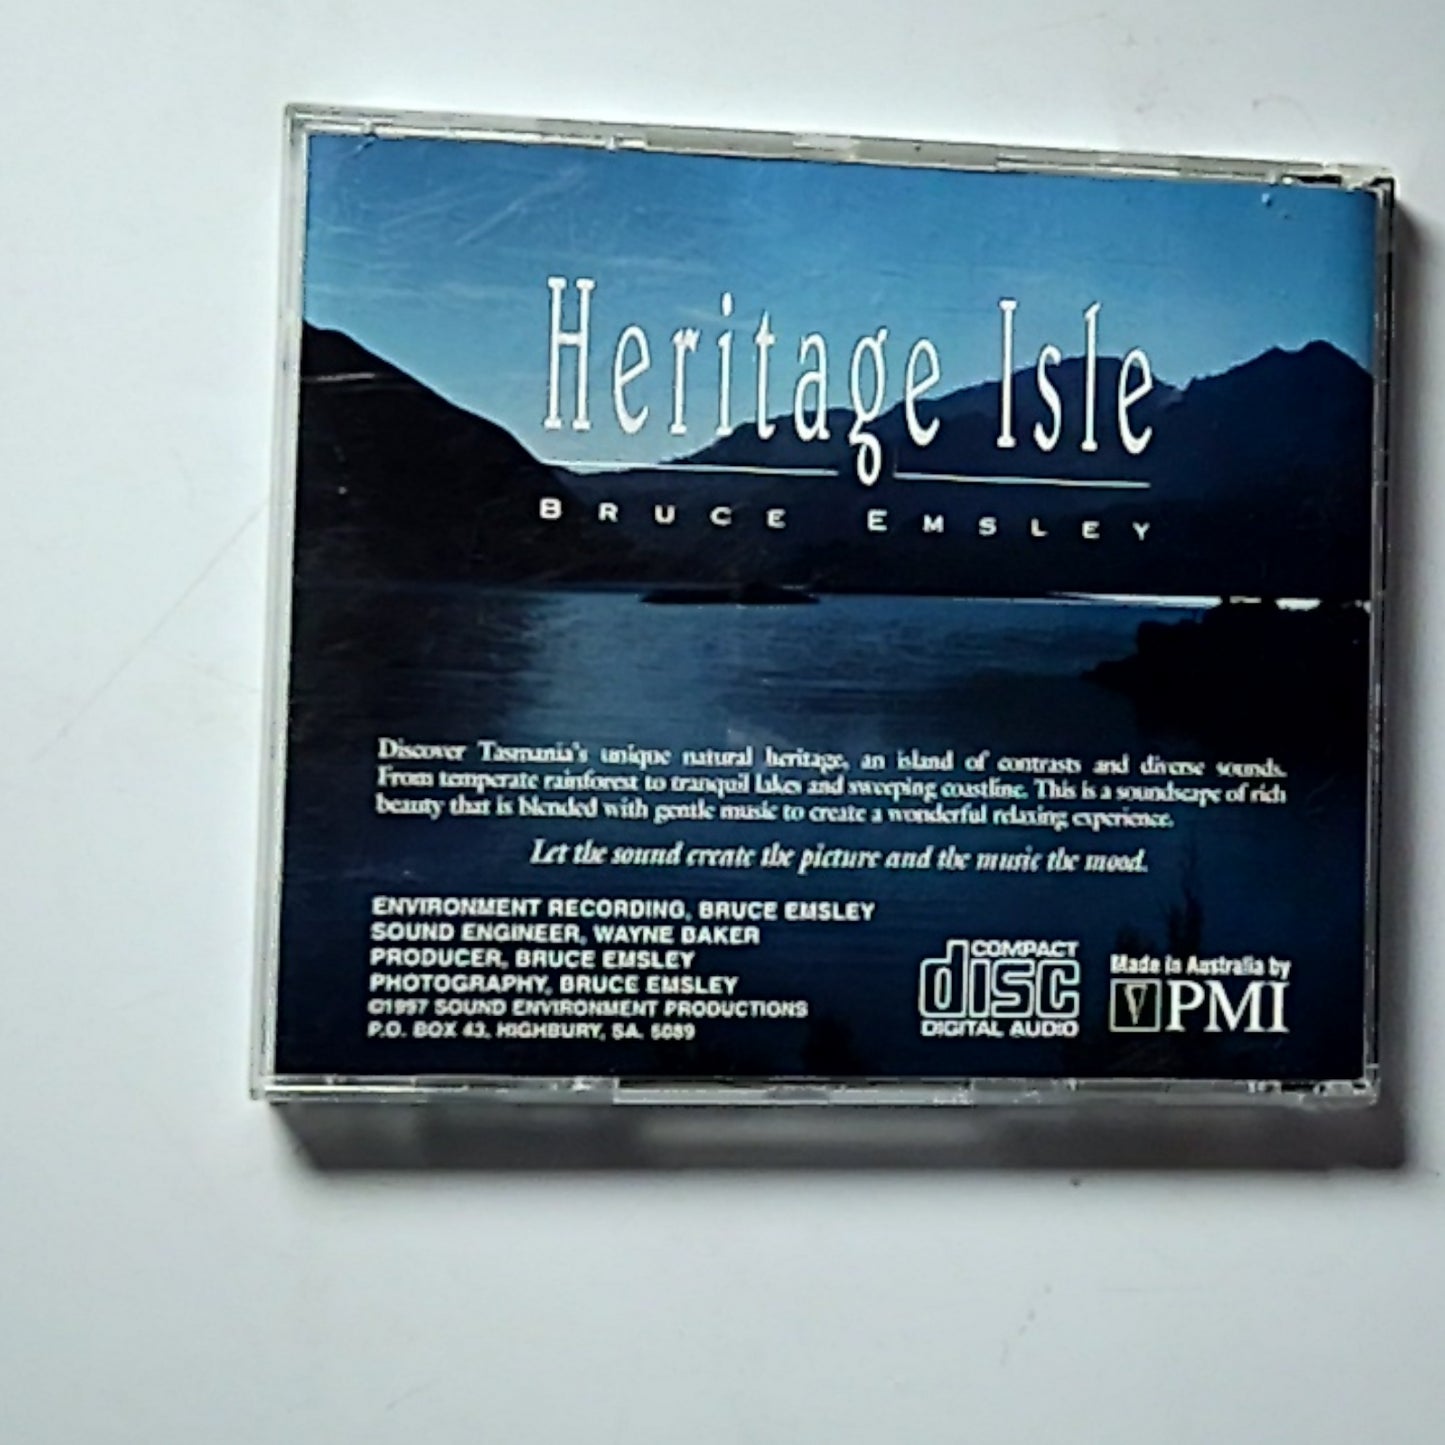 Heritage Isle
BRUCE EMSLEY
Discover Tasmania's unique natural heritage, an island of contrasts and diverse sounds.
From temperate rainforest to tranquil lakes and sweeping coastline. This is a soundscape of rich
beauty that is blended with gentle music to create a wonderful relaxing experience.
Let the sound create the picture and the music the mood.
ENVIRONMENT RECORDING, BRUCE EMSLEY
SOUND ENGINEER, WAYNE BAKER
PRODUCER, BRUCE EMSLEY
PHOTOGRAPHY, BRUCE EMSLEY
©1997 SOUND ENVIRONMENT PRODUCTIONS
P.O. BOX 43, HIGHBURY, SA. 5089
COMPACT
disc
DIGITAL AUDIO
Made in Australia by
V PMI